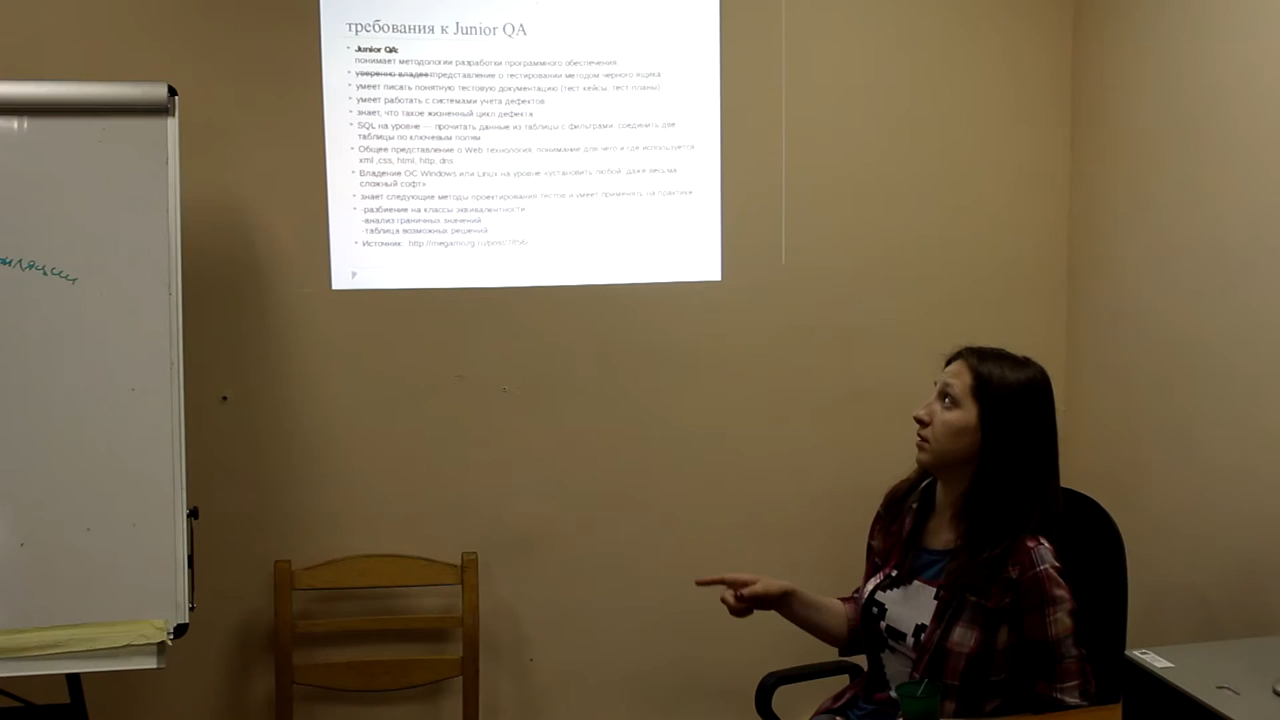 требования к Junior QA
Junior QA:
понимает методологии разработки программного обеспечения.
уверенно владеет представление о тестировании методом черного ящика
умеет писать понятную тестовую документацию (тест кейсы, тест планы)
умеет работать с системами учета дефектов
знает, что такое жизненный цикл дефекта
SQL на уровне — прочитать данные из таблицы с фильтрами, соединить две
таблицы по ключевым полям
Общее представление о Web технология, понимание для чего и где используется
xml ,css, html, http, dns
Владение ОС Windows или Linux на уровне «установить любой, даже весьма
сложный софт»
знает следующие методы проектирования тестов и умеет применять на практике
-разбиение на классы эквивалентности
-анализ граничных значений
-таблица возможных решений
Источник: http://megamozg.ru/post/